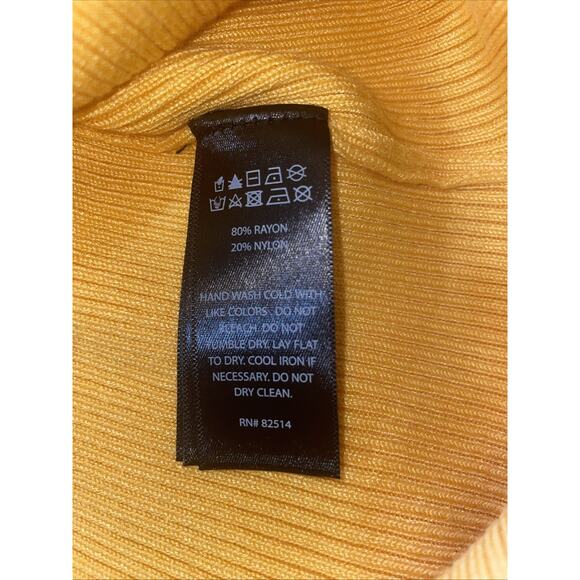 80% RAYON
20% NYLON
HAND WASH COLD WITH
LIKE COLORS. DO NOT
BLEACH. DO NOT
TUMBLE DRY. LAY FLAT
TO DRY. COOL IRON IF
NECESSARY. DO NOT
DRY CLEAN.
RN# 82514